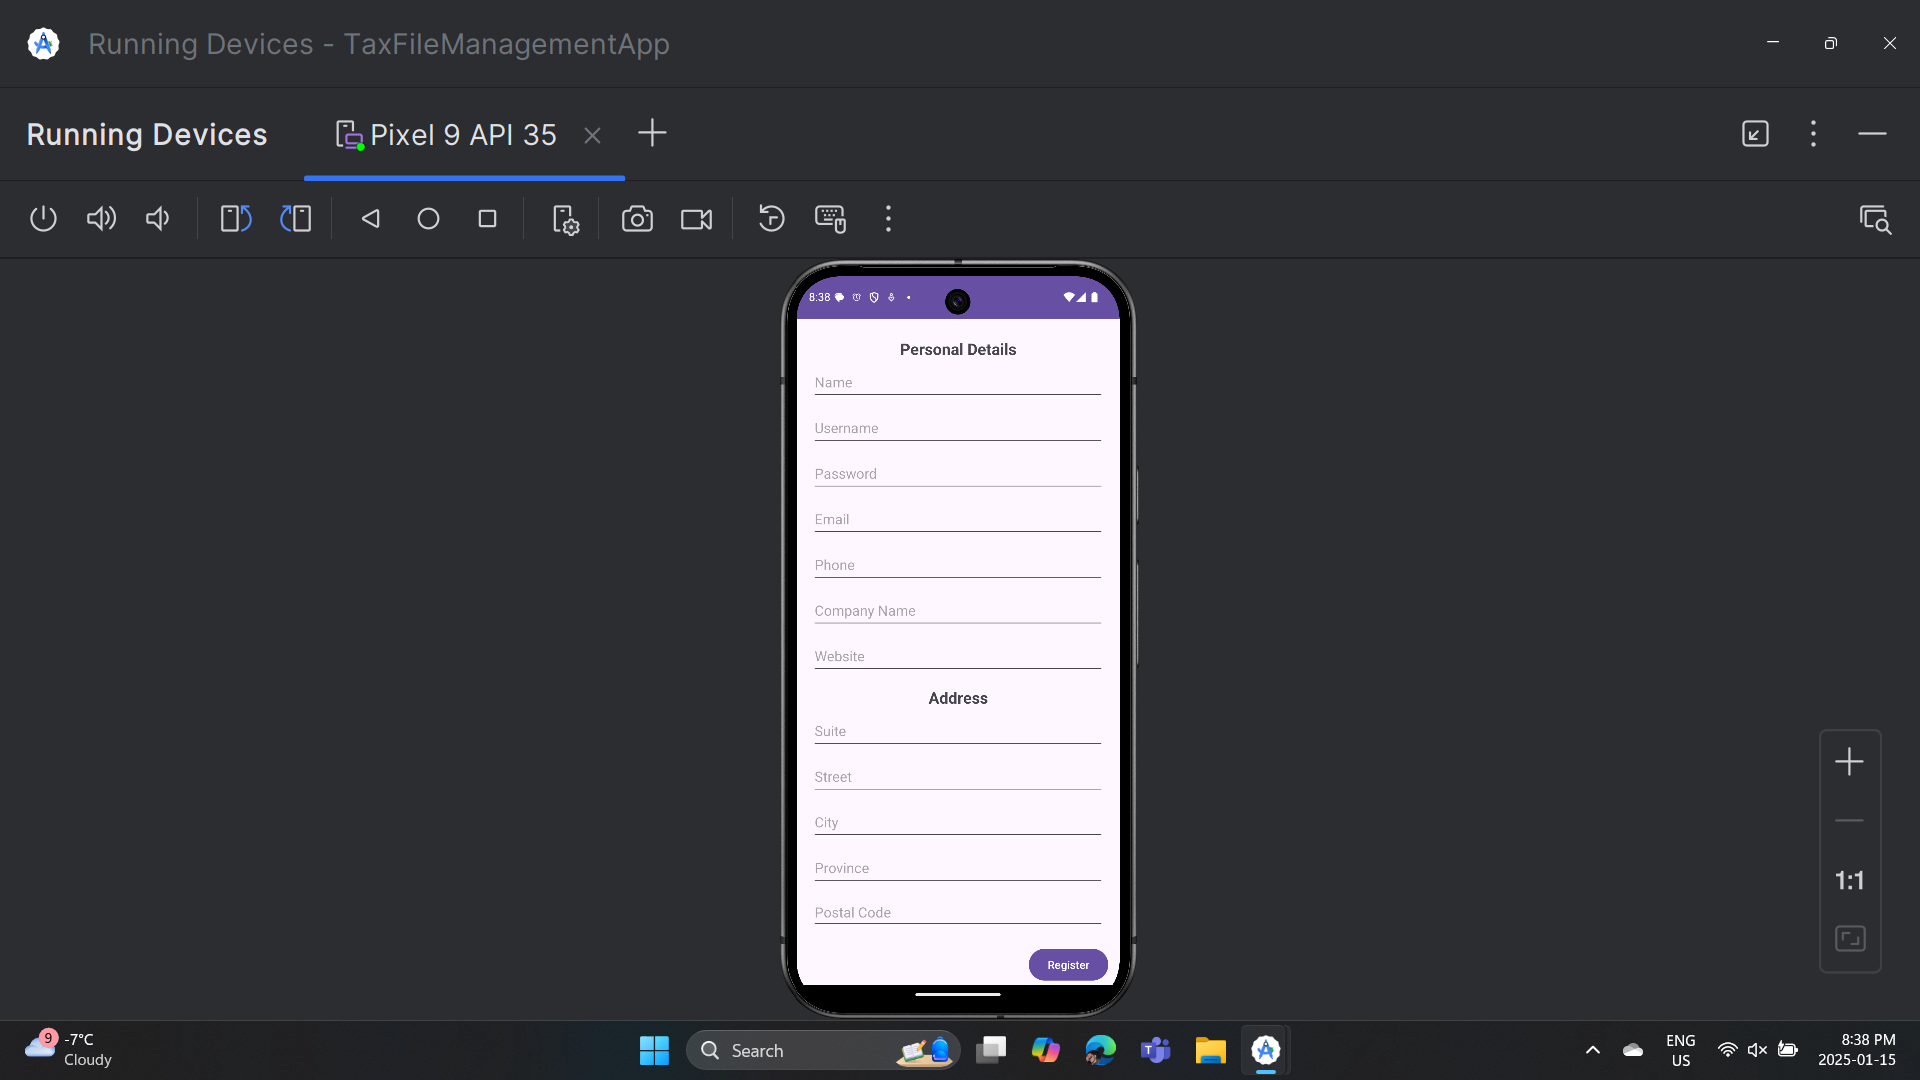 Running Devices - TaxFileManagementApp
Running Devices
Pixel 9 API 35
8:38
Personal Details
Name
Username
Password
Email
Phone
Company Name
Website
Address
Suite
Street
City
Province
Postal Code
Register
1:1
9
-7°C
Cloudy
Search
T
ENG
US
8:38 PM
2025-01-15